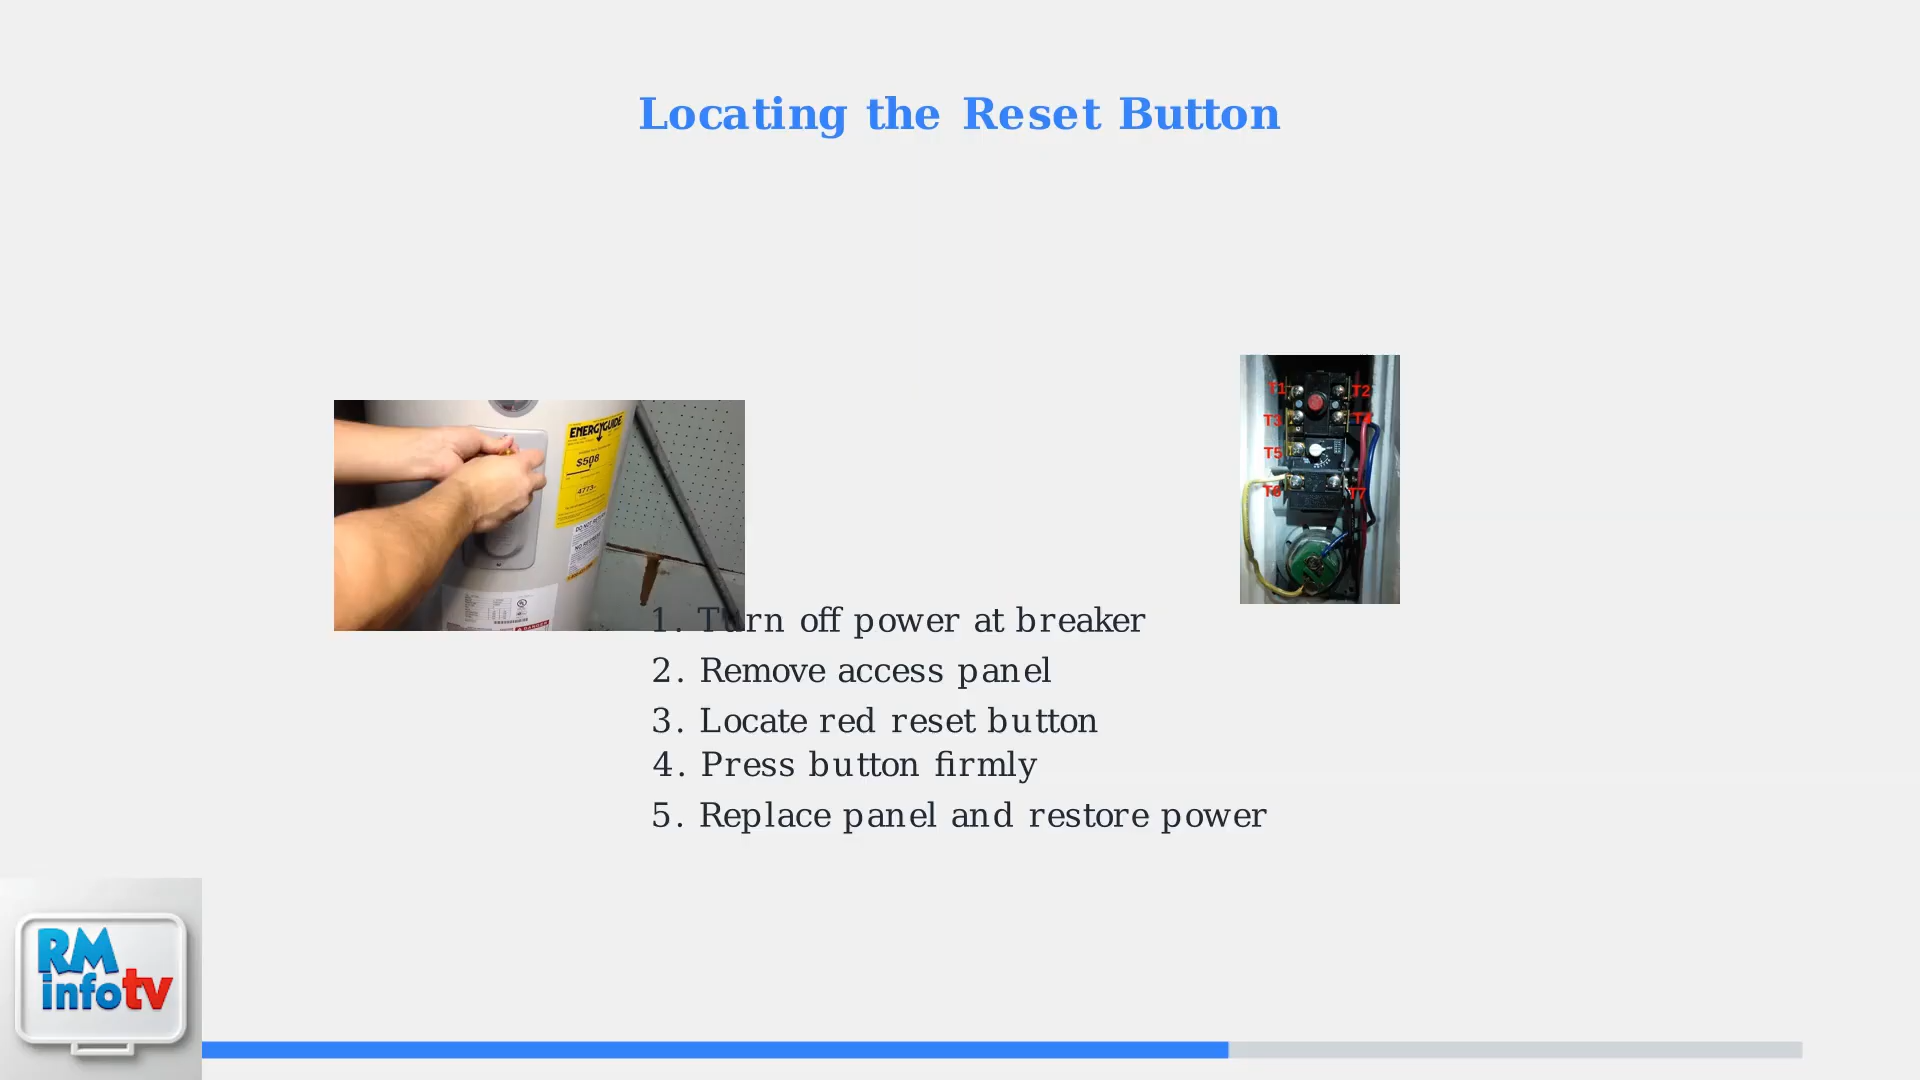 Locating the Reset Button
ENERGYGUIDE
$508
T1
T2
T3
T4
T5
T6
T7
1. Turn off power at breaker
2. Remove access panel
3. Locate red reset button
4. Press button firmly
5. Replace panel and restore power
RM
infotv